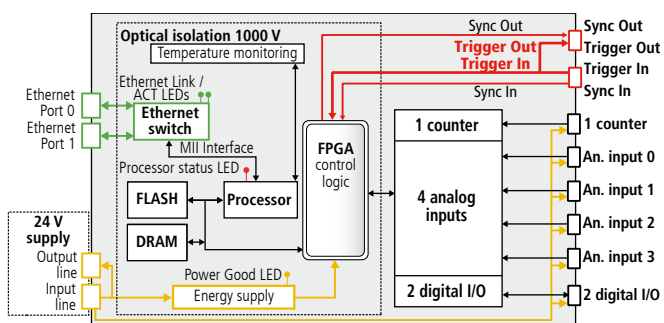 Optical isolation 1000 V
Temperature monitoring
Sync Out
Trigger Out
Trigger In
Sync In
Sync Out
Trigger Out
Trigger In
Sync In
Ethernet Link /
ACT LEDs
Ethernet
Port 0
Ethernet
Port 1
Ethernet
switch
MII Interface
Processor status LED
FLASH
Processor
DRAM
FPGA
control
logic
1 counter
4 analog
inputs
2 digital I/O
1 counter
An. input 0
An. input 1
An. input 2
An. input 3
2 digital I/O
24 V
supply
Output
line
Input
line
Power Good LED
Energy supply